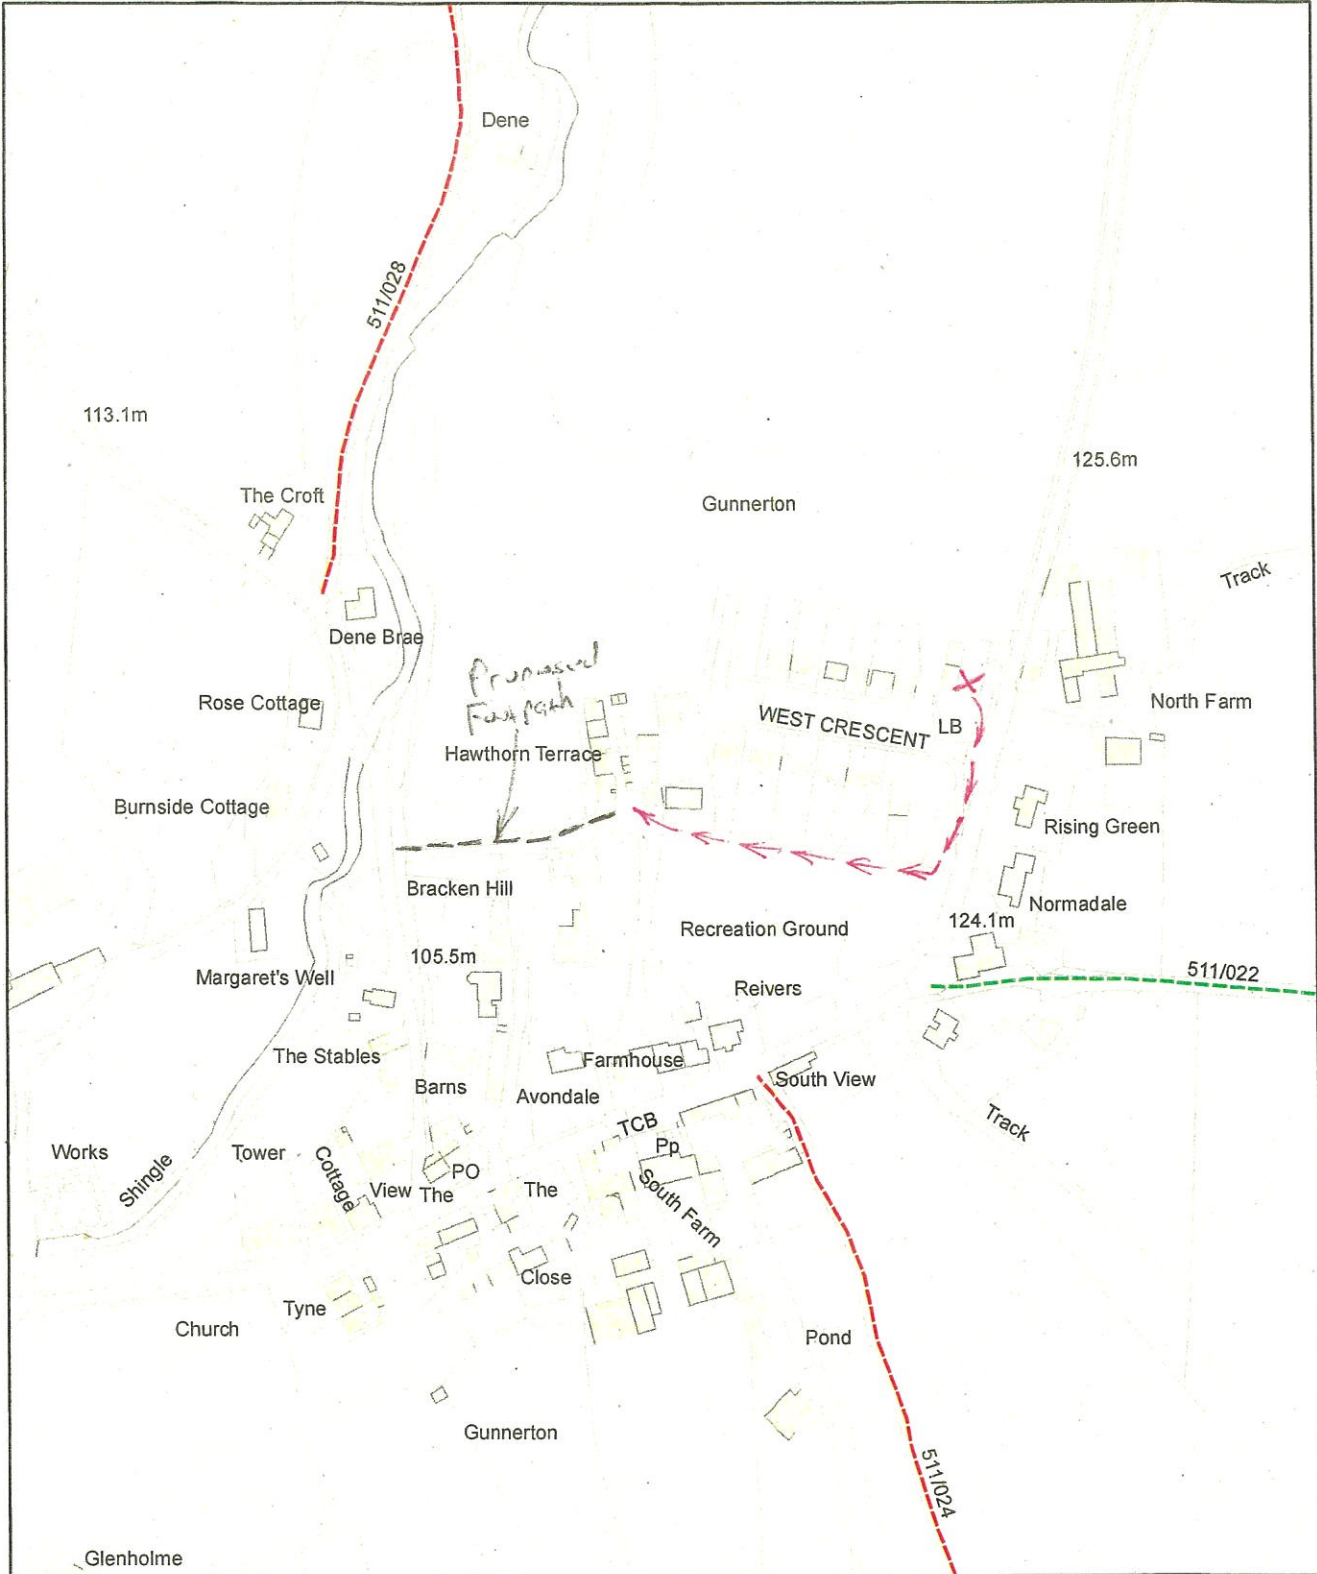 Dene
511/028
113.1m
125.6m
The Croft
Gunnerton
Track
Dene Brae
Proposed
Footpath
Rose Cottage
North Farm
WEST CRESCENT
LB
Hawthorn Terrace
Burnside Cottage
Rising Green
Bracken Hill
Normadale
124.1m
Recreation Ground
105.5m
Margaret's Well
511/022
Reivers
The Stables
Farmhouse
South View
Barns
Avondale
TCB
Track
Works
Shingle
Tower
Cottage
Pp
PO
View
The
The
South Farm
Close
Tyne
Church
Pond
Gunnerton
511/024
Glenholme